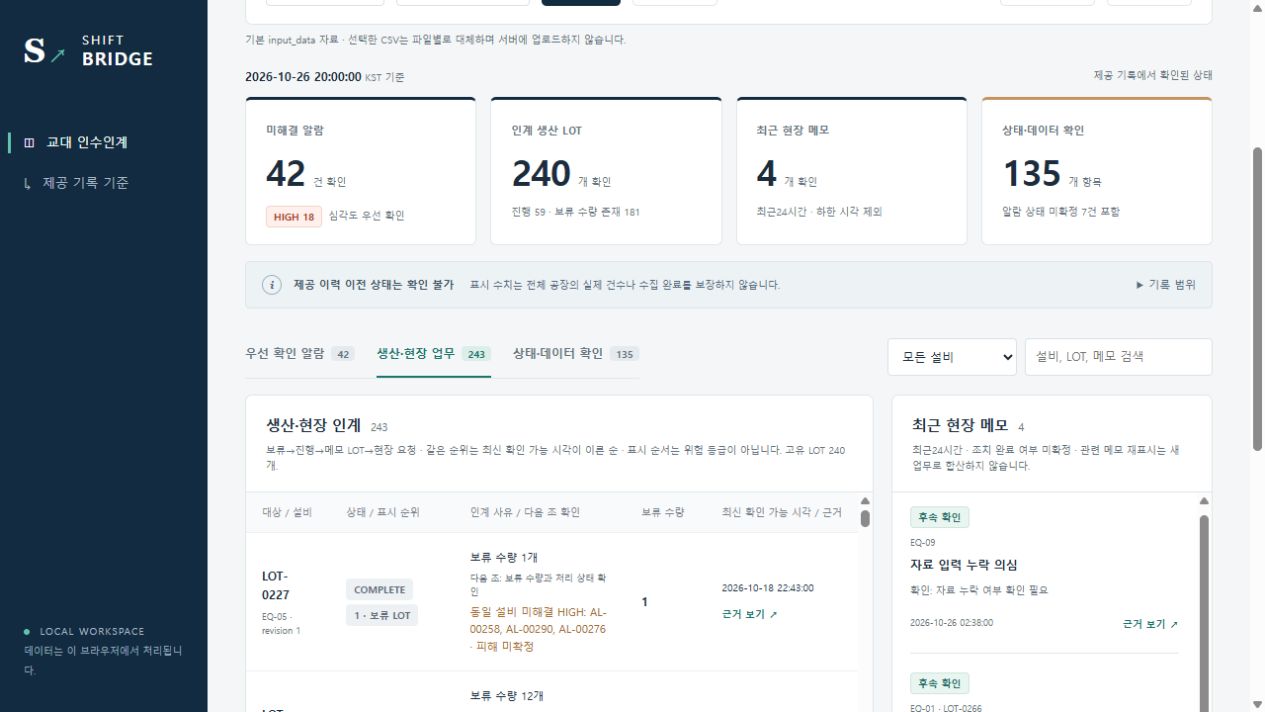 S↗ SHIFT
BRIDGE
교대 인수인계
제공 기록 기준
LOCAL WORKSPACE
데이터는 이 브라우저에서 처리됩니
다.
기본 input_data 자료 · 선택한 CSV는 파일별로 대체하며 서버에 업로드하지 않습니다.
2026-10-26 20:00:00 KST 기준
제공 기록에서 확인된 상태
미해결 알람
42 건 확인
HIGH 18 심각도 우선 확인
인계 생산 LOT
240 개 확인
진행 59 · 보류 수량 존재 181
최근 현장 메모
4 개 확인
최근24시간 · 하한 시각 제외
상태·데이터 확인
135 개 항목
알람 상태 미확정 7건 포함
i 제공 이력 이전 상태는 확인 불가 표시 수치는 전체 공장의 실제 건수나 수집 완료를 보장하지 않습니다.
▶ 기록 범위
우선 확인 알람 42
생산·현장 업무 243
상태·데이터 확인 135
모든 설비
설비, LOT, 메모 검색
생산·현장 인계 243
보류→진행→메모 LOT→현장 요청 · 같은 순위는 최신 확인 가능 시각이 이른 순 · 표시 순서는 위험 등급이 아닙니다. 고유 LOT 240
개.
대상 / 설비
상태 / 표시 순위
인계 사유 / 다음 조 확인
보류 수량
최신 확인 가능 시각 / 근거
LOT-
0227
EQ-05 ·
revision 1
COMPLETE
1 · 보류 LOT
보류 수량 1개
다음 조: 보류 수량과 처리 상태 확
인
동일 설비 미해결 HIGH: AL-
00258, AL-00290, AL-00276
· 피해 미확정
1
2026-10-18 22:43:00
근거 보기 ↗
LOT-
보류 수량 12개
최근 현장 메모 4
최근24시간 · 조치 완료 여부 미확정 · 관련 메모 재표시는 새
업무로 합산하지 않습니다.
후속 확인
EQ-09
자료 입력 누락 의심
확인: 자료 누락 여부 확인 필요
2026-10-26 02:38:00
근거 보기 ↗
후속 확인
EQ-01 · LOT-0266